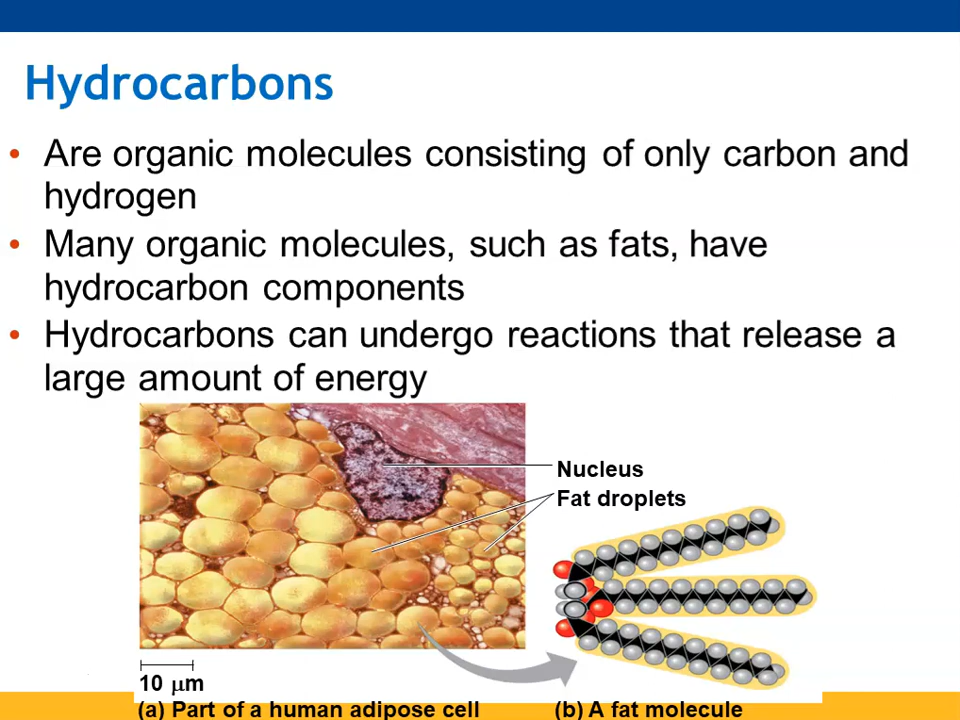 Hydrocarbons
• Are organic molecules consisting of only carbon and
hydrogen
• Many organic molecules, such as fats, have
hydrocarbon components
• Hydrocarbons can undergo reactions that release a
large amount of energy
Nucleus
Fat droplets
10 μm
(a) Part of a human adipose cell
(b) A fat molecule